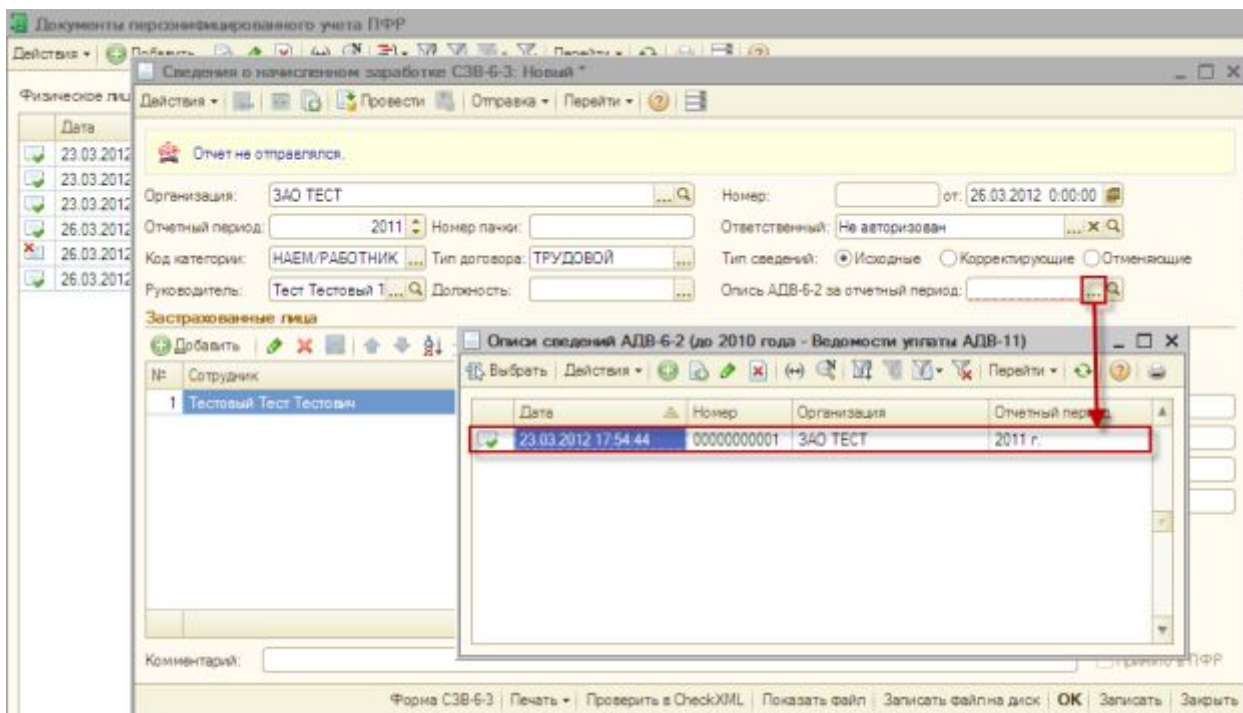 Документы персонифицированного учета ПФР
Действия Добавить Перейти
Сведения о начисленном заработке СЗВ-6-3: Новый *
Физическое лиц
Действия Провести Отправка Перейти
Дата
Отчет не отправлялся.
23.03.2012
23.03.2012
23.03.2012
26.03.2012
26.03.2012
26.03.2012
Организация: ЗАО ТЕСТ Номер: от: 26.03.2012 0:00:00
Отчетный период: 2011 Номер пачки: Ответственный: Не авторизован
Код категории: НАЕМ/РАБОТНИК Тип договора: ТРУДОВОЙ Тип сведений: Исходные Корректирующие Отменяющие
Руководитель: Тест Тестовый Т Должность: Опись АДВ-6-2 за отчетный период:
Застрахованные лица
Добавить
№ Сотрудник
1 Тестовый Тест Тестович
Описи сведений АДВ-6-2 (до 2010 года - Ведомости уплаты АДВ-11)
Выбрать Действия Перейти
Дата Номер Организация Отчетный период
23.03.2012 17:54:44 00000000001 ЗАО ТЕСТ 2011 г.
Комментарий: Принято в ПФР
Форма СЗВ-6-3 Печать Проверить в CheckXML Показать файл Записать файл на диск OK Записать Закрыть